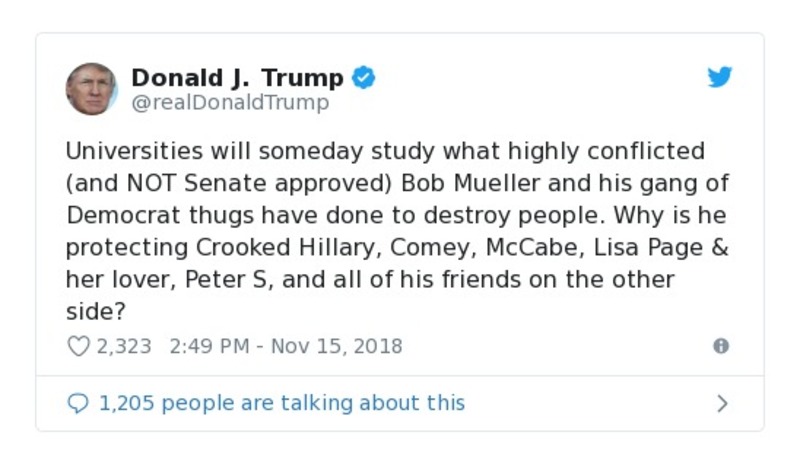 Donald J. Trump
@realDonaldTrump
Universities will someday study what highly conflicted
(and NOT Senate approved) Bob Mueller and his gang of
Democrat thugs have done to destroy people. Why is he
protecting Crooked Hillary, Comey, McCabe, Lisa Page &
her lover, Peter S, and all of his friends on the other
side?
2,323 2:49 PM - Nov 15, 2018
1,205 people are talking about this